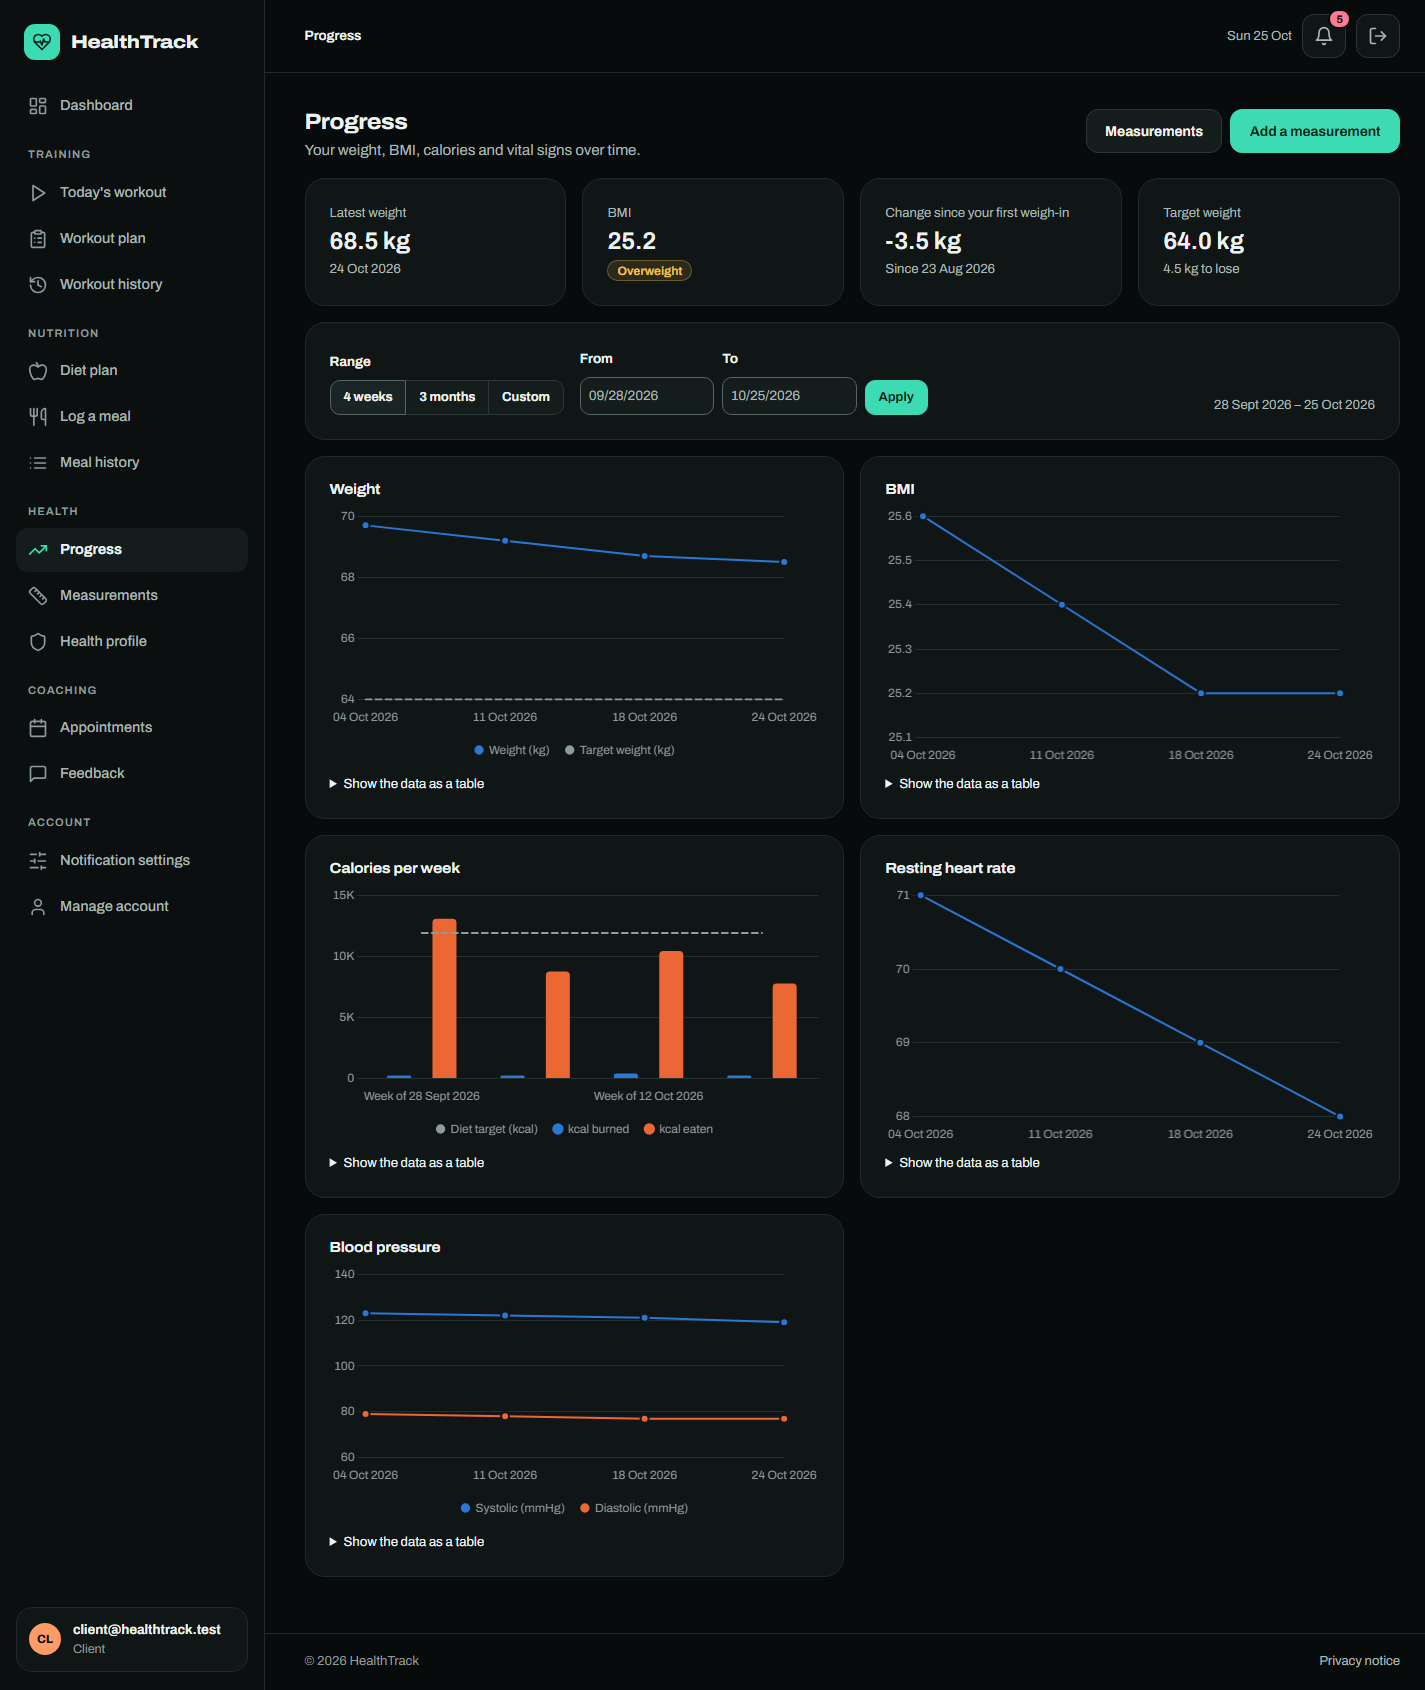 HealthTrack
Dashboard
TRAINING
Today's workout
Workout plan
Workout history
NUTRITION
Diet plan
Log a meal
Meal history
HEALTH
Progress
Measurements
Health profile
COACHING
Appointments
Feedback
ACCOUNT
Notification settings
Manage account
CL
client@healthtrack.test
Client
Progress
Sun 25 Oct
5
Progress
Your weight, BMI, calories and vital signs over time.
Measurements
Add a measurement
Latest weight
68.5 kg
24 Oct 2026
BMI
25.2
Overweight
Change since your first weigh-in
-3.5 kg
Since 23 Aug 2026
Target weight
64.0 kg
4.5 kg to lose
Range
4 weeks
3 months
Custom
From
09/28/2026
To
10/25/2026
Apply
28 Sept 2026 – 25 Oct 2026
Weight
70
68
66
64
04 Oct 2026
11 Oct 2026
18 Oct 2026
24 Oct 2026
Weight (kg)
Target weight (kg)
Show the data as a table
BMI
25.6
25.5
25.4
25.3
25.2
25.1
04 Oct 2026
11 Oct 2026
18 Oct 2026
24 Oct 2026
Show the data as a table
Calories per week
15K
10K
5K
0
Week of 28 Sept 2026
Week of 12 Oct 2026
Diet target (kcal)
kcal burned
kcal eaten
Show the data as a table
Resting heart rate
71
70
69
68
04 Oct 2026
11 Oct 2026
18 Oct 2026
24 Oct 2026
Show the data as a table
Blood pressure
140
120
100
80
60
04 Oct 2026
11 Oct 2026
18 Oct 2026
24 Oct 2026
Systolic (mmHg)
Diastolic (mmHg)
Show the data as a table
© 2026 HealthTrack
Privacy notice